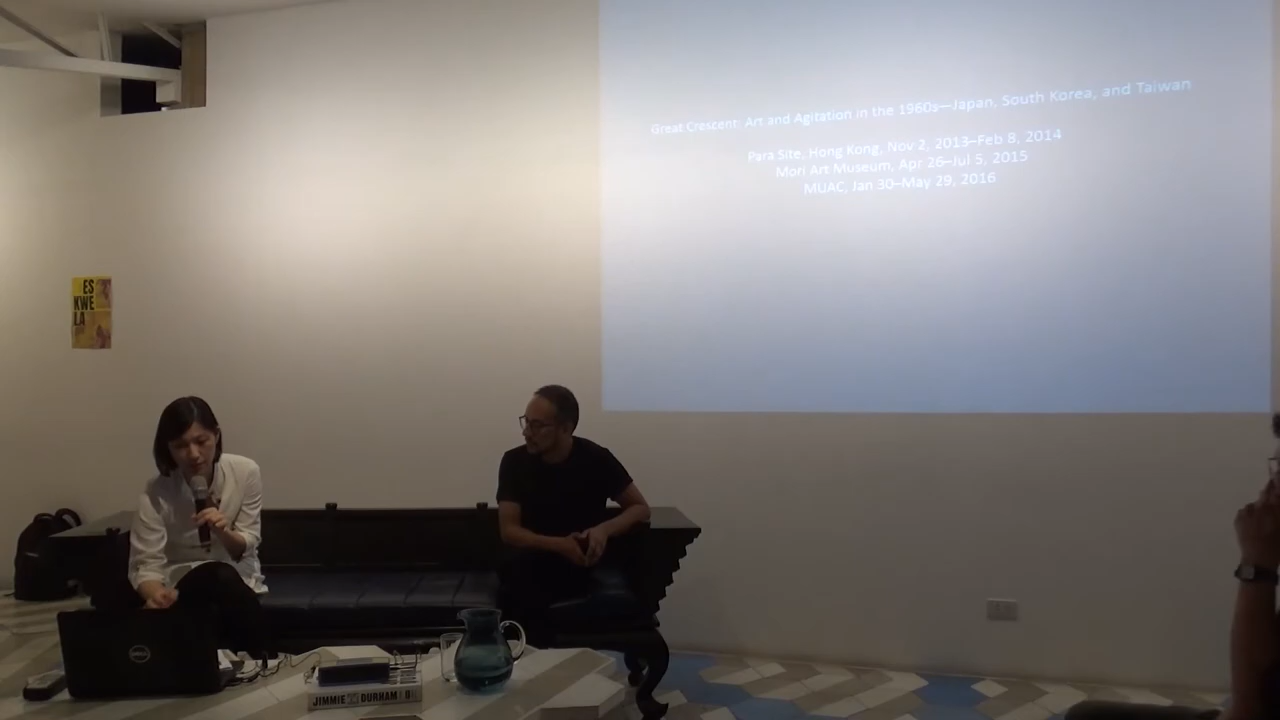 Great Crescent: Art and Agitation in the 1960s—Japan, South Korea, and Taiwan
Para Site, Hong Kong, Nov 2, 2013–Feb 8, 2014
Mori Art Museum, Apr 26–Jul 5, 2015
MUAC, Jan 30–May 29, 2016
ES
KWE
LA
DELL
JIMMIE DURHAM